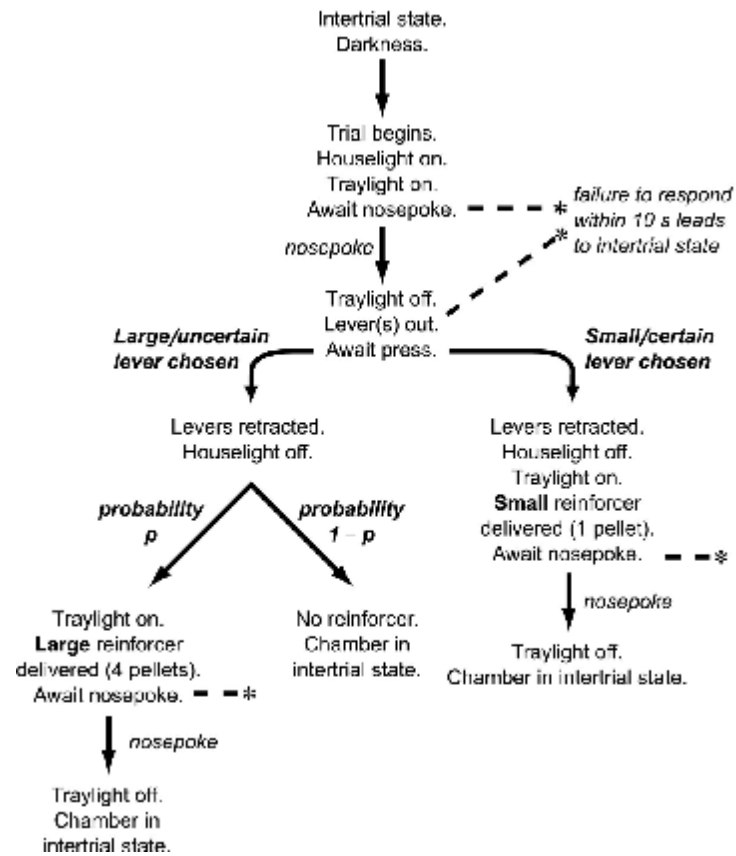 Intertrial state.
Darkness.
Trial begins.
Houselight on.
Traylight on.
Await nosepoke.
* failure to respond
within 10 s leads
* to intertrial state
nosepoke
Traylight off.
Lever(s) out.
Await press.
Large/uncertain
lever chosen
Small/certain
lever chosen
Levers retracted.
Houselight off.
probability
p
probability
1 – p
Levers retracted.
Houselight off.
Traylight on.
Small reinforcer
delivered (1 pellet).
Await nosepoke. *
nosepoke
Traylight off.
Chamber in intertrial state.
Traylight on.
Large reinforcer
delivered (4 pellets).
Await nosepoke. *
No reinforcer.
Chamber in
intertrial state.
nosepoke
Traylight off.
Chamber in
intertrial state.